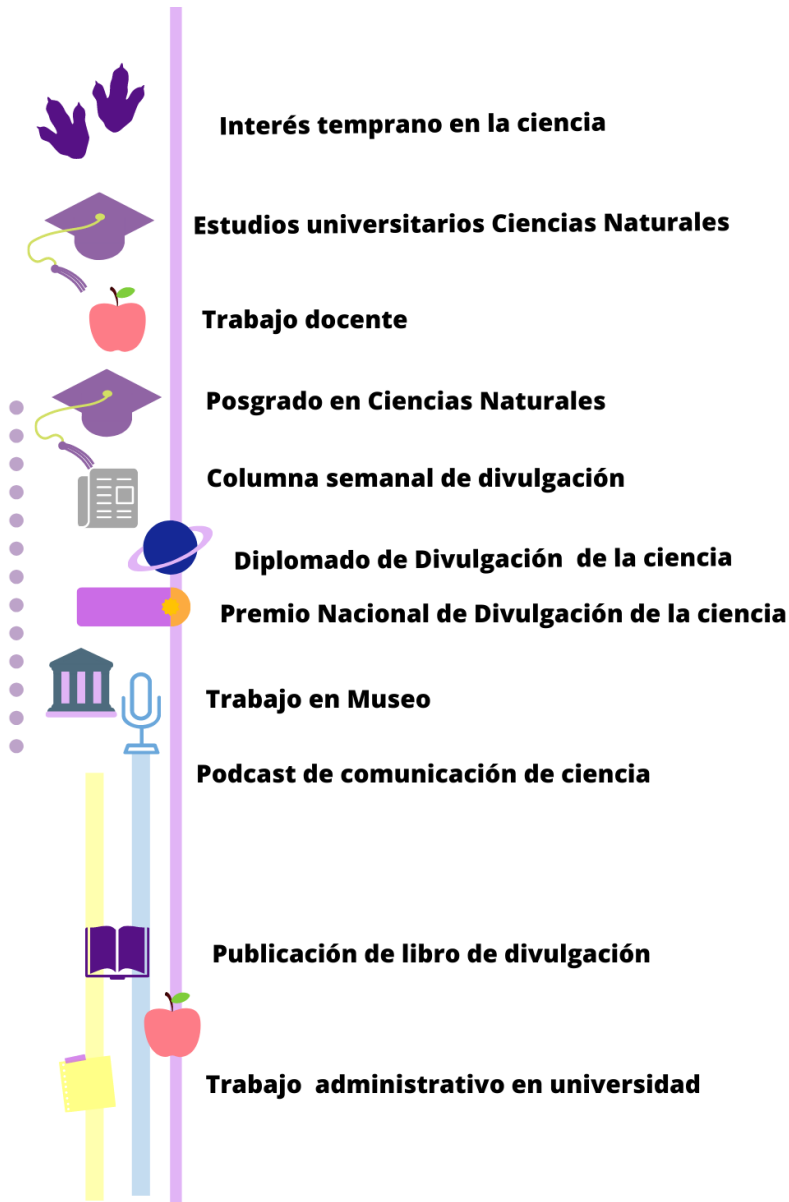 Interés temprano en la ciencia
Estudios universitarios Ciencias Naturales
Trabajo docente
Posgrado en Ciencias Naturales
Columna semanal de divulgación
Diplomado de Divulgación de la ciencia
Premio Nacional de Divulgación de la ciencia
Trabajo en Museo
Podcast de comunicación de ciencia
Publicación de libro de divulgación
Trabajo administrativo en universidad